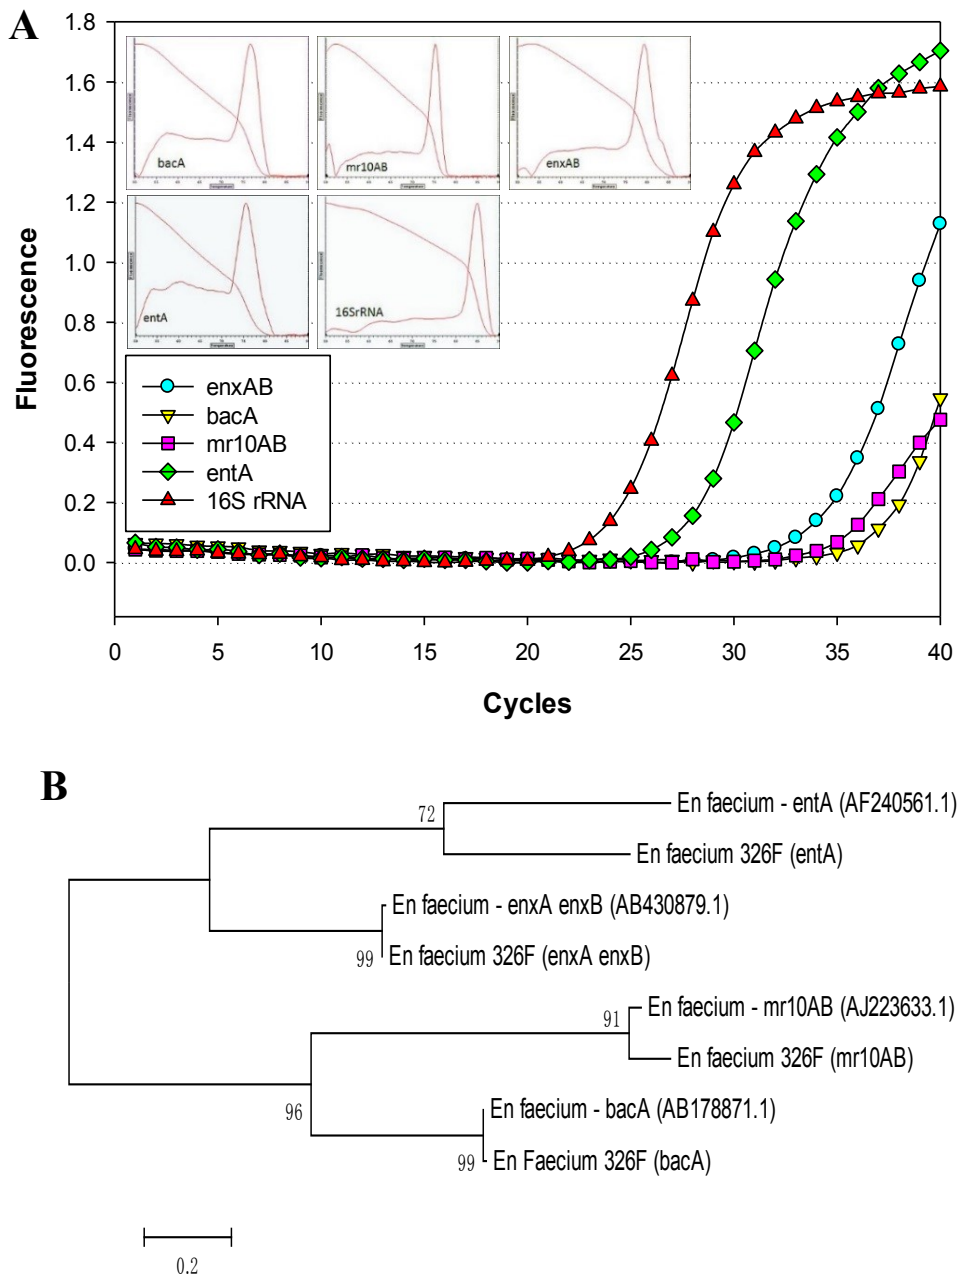 A
1.8
1.6
1.4
1.2
1.0
0.8
0.6
0.4
0.2
0.0
Fluorescence
bacA
mr10AB
enxAB
entA
16SrRNA
enxAB
bacA
mr10AB
entA
16S rRNA
0 5 10 15 20 25 30 35 40
Cycles
B
72
En faecium - entA (AF240561.1)
En faecium 326F (entA)
En faecium - enxA enxB (AB430879.1)
99
En faecium 326F (enxA enxB)
91
En faecium - mr10AB (AJ223633.1)
En faecium 326F (mr10AB)
96
En faecium - bacA (AB178871.1)
99
En Faecium 326F (bacA)
0.2